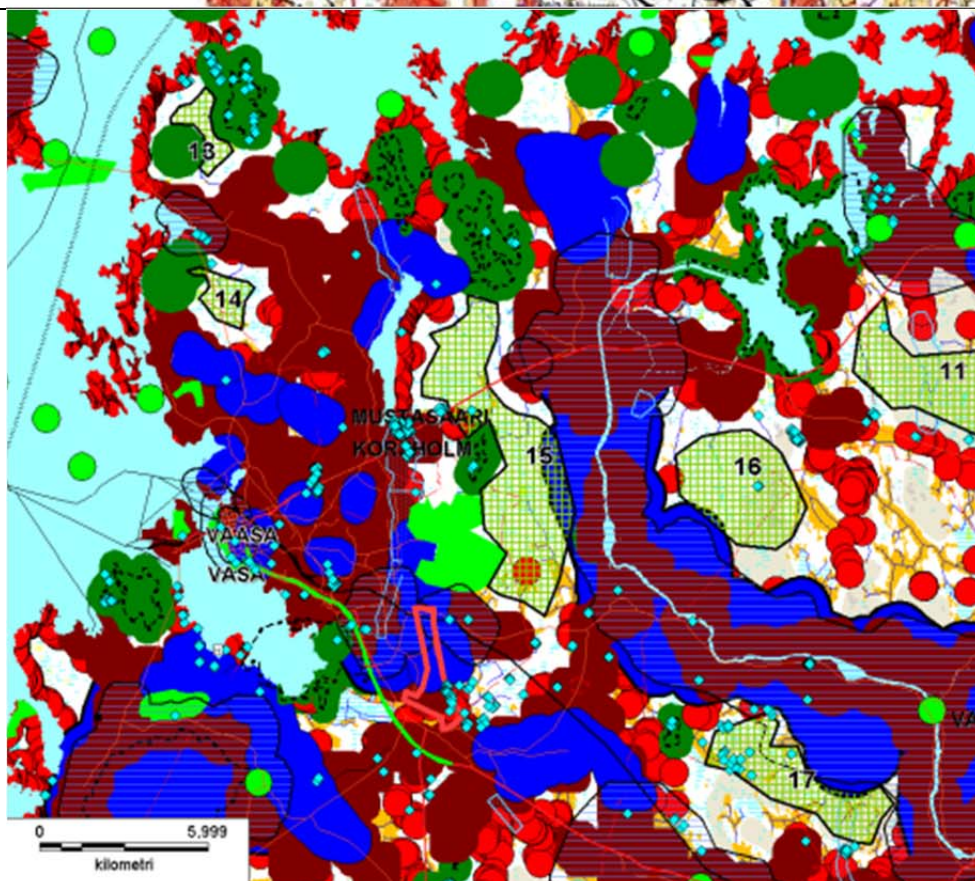 13
14
11
MUSTASAARI
KORSHOLM
15
16
VAASA
VASA
17
0 5,999
kilometri